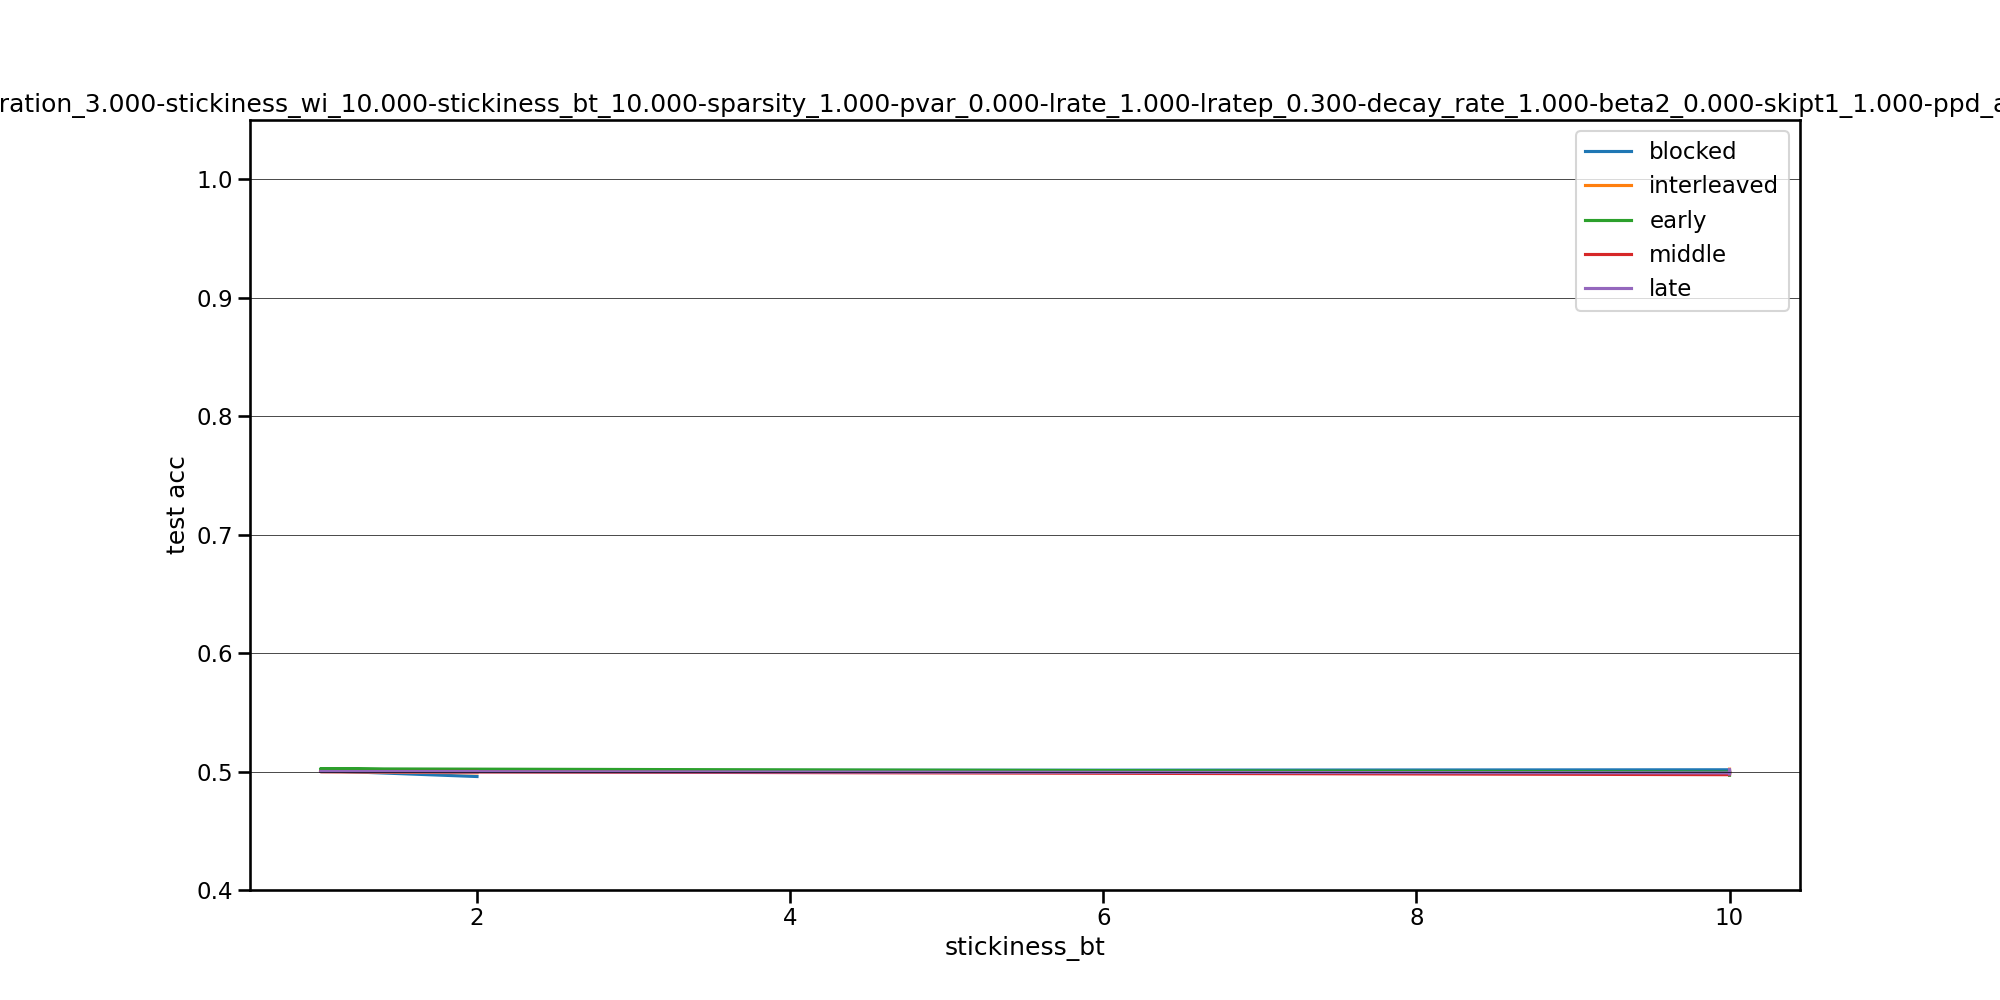 ration_3.000-stickiness_wi_10.000-stickiness_bt_10.000-sparsity_1.000-pvar_0.000-lrate_1.000-lratep_0.300-decay_rate_1.000-beta2_0.000-skipt1_1.000-ppd_a
blocked
interleaved
early
middle
late
1.0
0.9
0.8
0.7
0.6
0.5
0.4
test acc
2 4 6 8 10
stickiness_bt